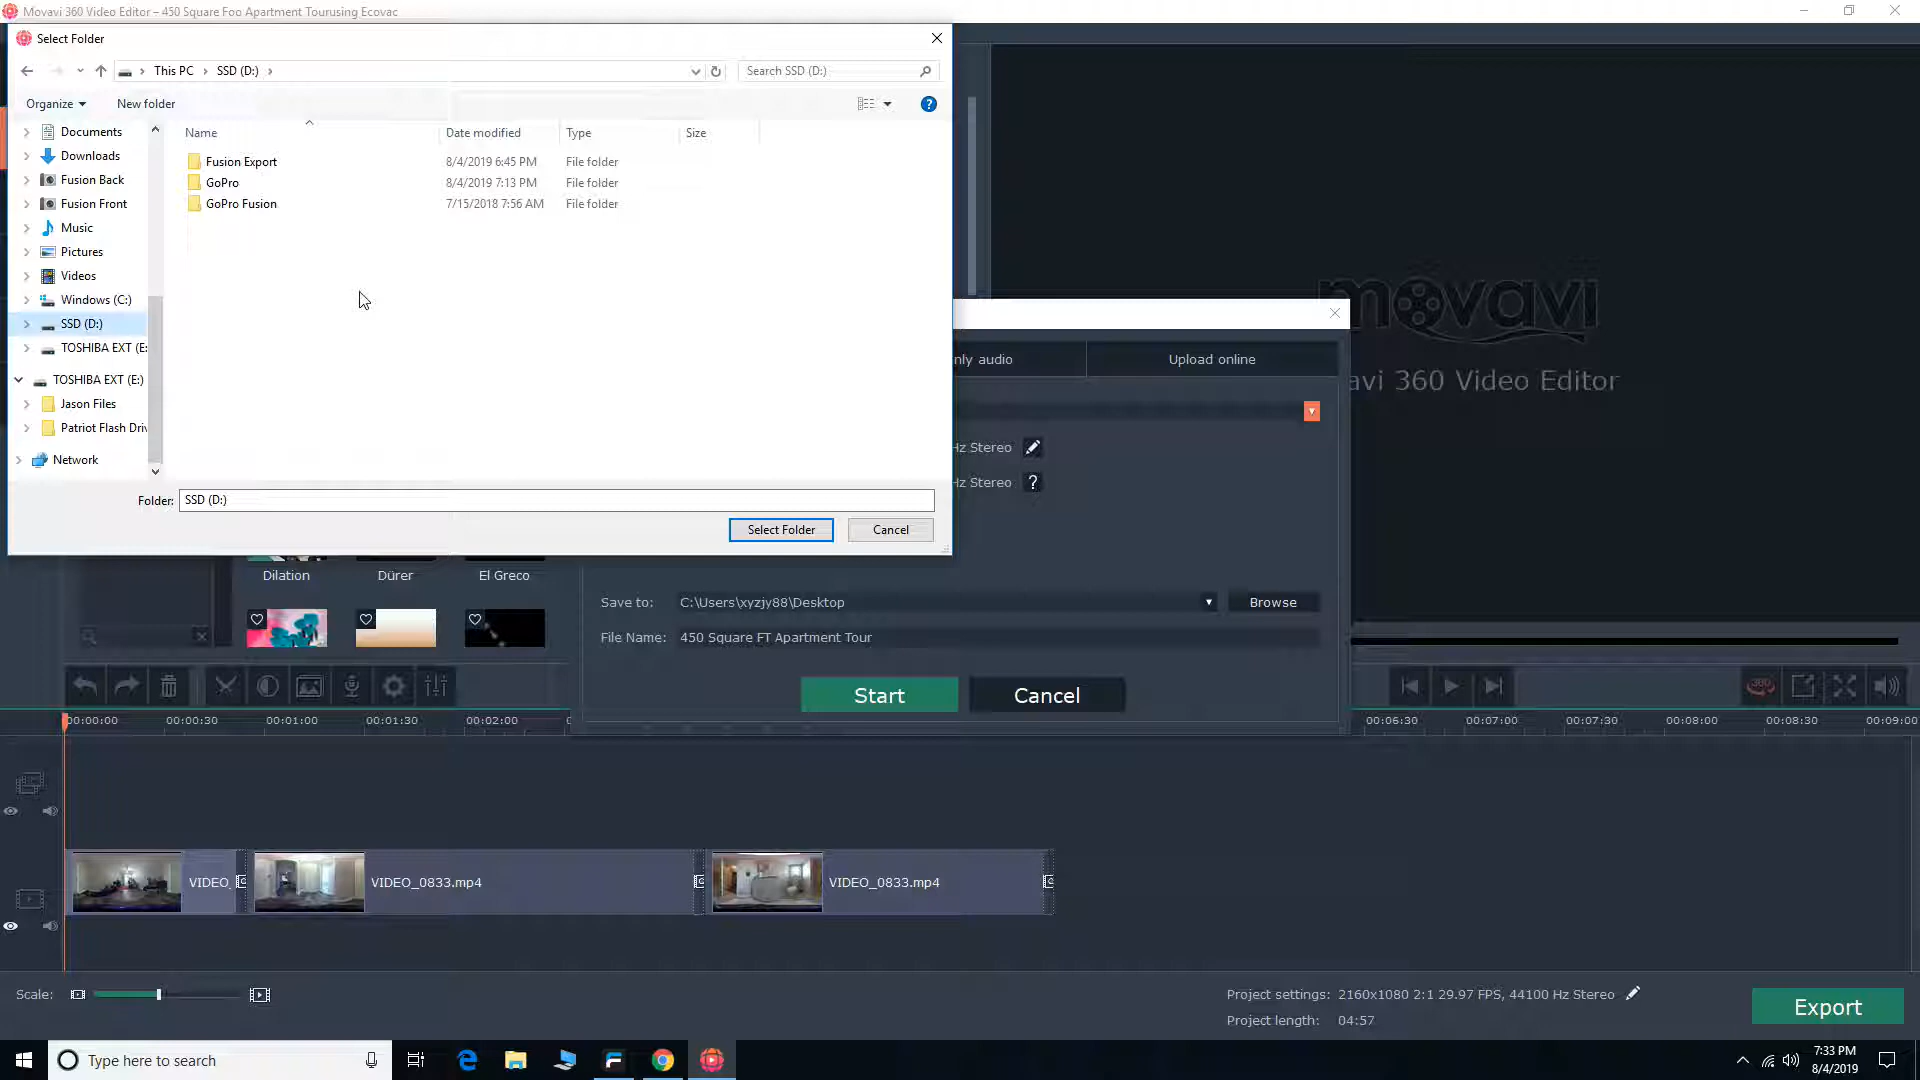 Movavi 360 Video Editor – 450 Square Foo Apartment Tourusing Ecovac
Select Folder
This PC > SSD (D:) >
Search SSD (D:)
Organize
New folder
?
Documents
Downloads
Fusion Back
Fusion Front
Music
Pictures
Videos
Windows (C:)
SSD (D:)
TOSHIBA EXT (E:
TOSHIBA EXT (E:)
Jason Files
Patriot Flash Driv
Network
Name Date modified Type Size
Fusion Export 8/4/2019 6:45 PM File folder
GoPro 8/4/2019 7:13 PM File folder
GoPro Fusion 7/15/2018 7:56 AM File folder
Folder: SSD (D:)
Select Folder Cancel
movavi
avi 360 Video Editor
nly audio
Upload online
Hz Stereo
Hz Stereo ?
Dilation Dürer El Greco
Save to: C:\Users\xyzjy88\Desktop Browse
File Name: 450 Square FT Apartment Tour
Start Cancel
360
00:00:00 00:00:30 00:01:00 00:01:30 00:02:00 00:06:30 00:07:00 00:07:30 00:08:00 00:08:30 00:09:00
VIDEO_ VIDEO_0833.mp4 VIDEO_0833.mp4
Scale:
Project settings: 2160x1080 2:1 29.97 FPS, 44100 Hz Stereo
Project length: 04:57
Export
Type here to search
7:33 PM
8/4/2019